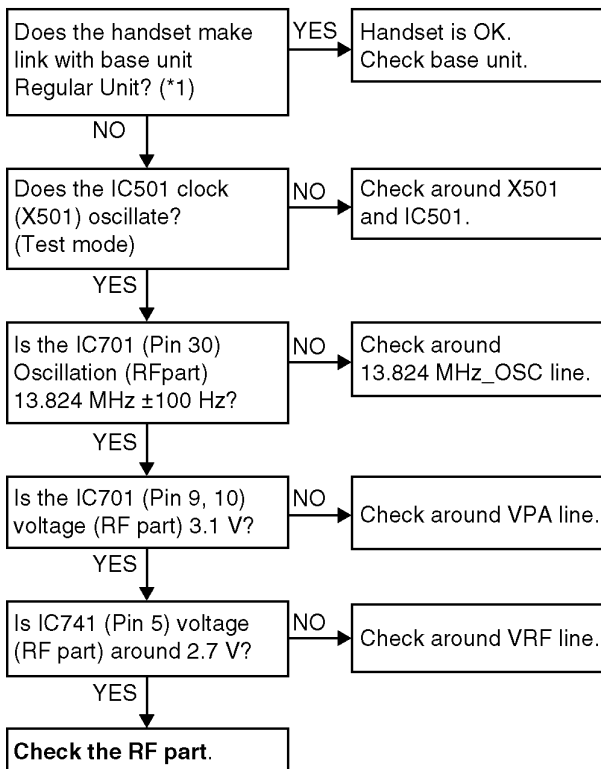 Does the handset make
link with base unit
Regular Unit? (*1)
YES
Handset is OK.
Check base unit.
NO
Does the IC501 clock
(X501) oscillate?
(Test mode)
NO
Check around X501
and IC501.
YES
Is the IC701 (Pin 30)
Oscillation (RFpart)
13.824 MHz ±100 Hz?
NO
Check around
13.824 MHz_OSC line.
YES
Is the IC701 (Pin 9, 10)
voltage (RF part) 3.1 V?
NO
Check around VPA line.
YES
Is IC741 (Pin 5) voltage
(RF part) around 2.7 V?
NO
Check around VRF line.
YES
Check the RF part.